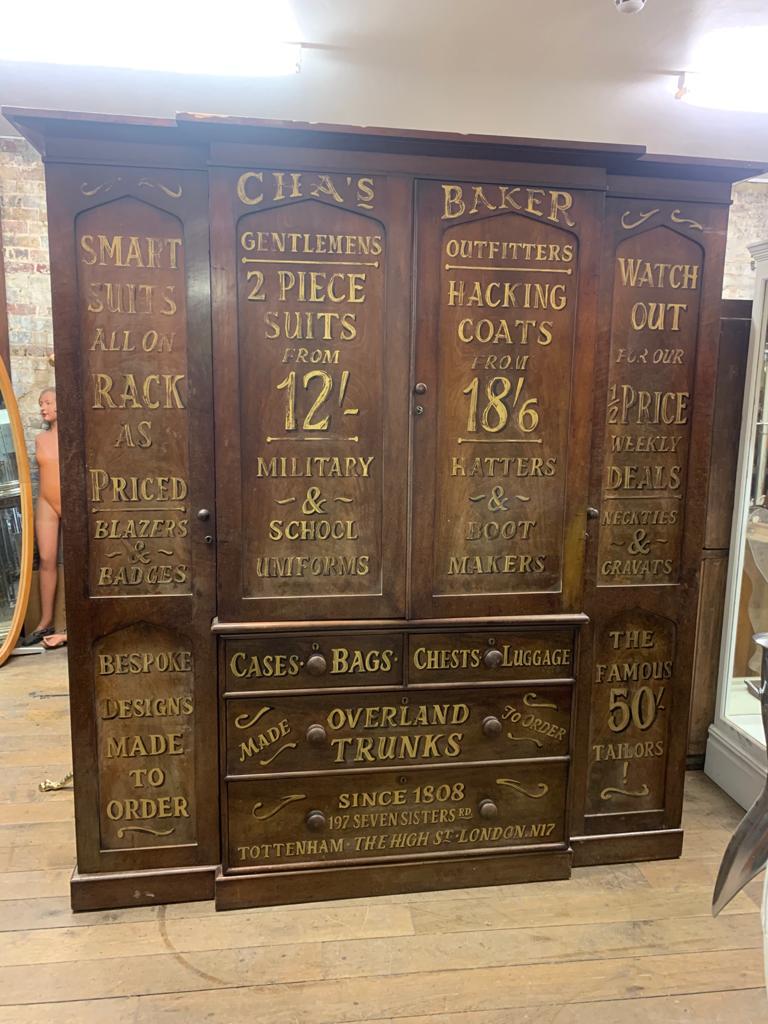 SMART
SUITS
ALL ON
RACK
AS
PRICED
BLAZERS
~ & ~
BADGES
BESPOKE
DESIGNS
MADE
TO
ORDER
CHA'S BAKER
GENTLEMENS
2 PIECE
SUITS
FROM
12/-
MILITARY
~ & ~
SCHOOL
UNIFORMS
OUTFITTERS
HACKING
COATS
FROM
18/6
HATTERS
~ & ~
BOOT
MAKERS
CASES · BAGS ·
CHESTS · LUGGAGE
MADE OVERLAND TO ORDER
TRUNKS
SINCE 1808
197 SEVEN SISTERS RD
TOTTENHAM · THE HIGH ST · LONDON. N17
WATCH
OUT
FOR OUR
1/2 PRICE
WEEKLY
DEALS
NECKTIES
~ & ~
CRAVATS
THE
FAMOUS
50/-
TAILORS
!